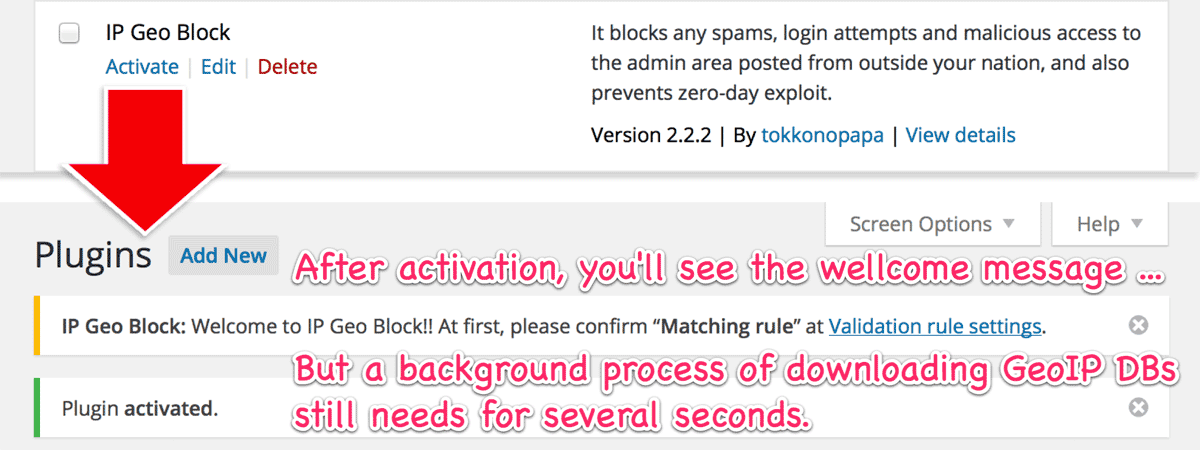 IP Geo Block
Activate | Edit | Delete
It blocks any spams, login attempts and malicious access to
the admin area posted from outside your nation, and also
prevents zero-day exploit.
Version 2.2.2 | By tokkonopapa | View details
Screen Options
Help
Plugins
Add New
After activation, you'll see the wellcome message ...
IP Geo Block: Welcome to IP Geo Block!! At first, please confirm “Matching rule” at Validation rule settings.
But a background process of downloading GeoIP DBs
still needs for several seconds.
Plugin activated.